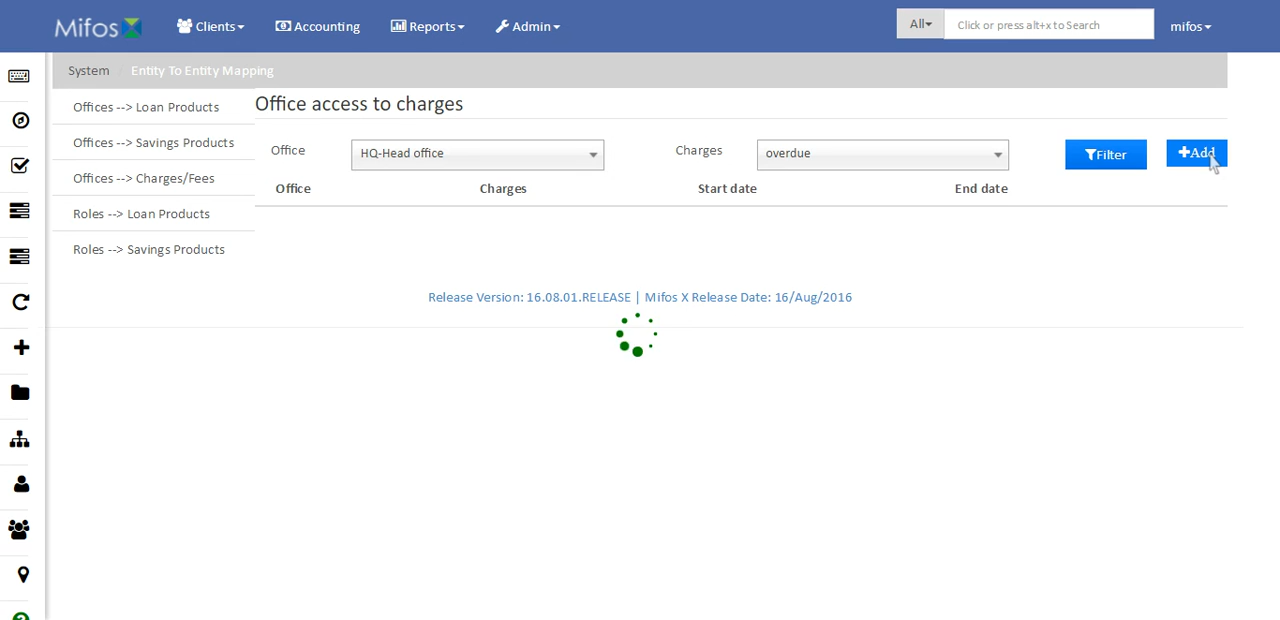 Mifos Clients Accounting Reports Admin All Click or press alt+x to Search mifos
System / Entity To Entity Mapping
Offices --> Loan Products
Offices --> Savings Products
Offices --> Charges/Fees
Roles --> Loan Products
Roles --> Savings Products
Office access to charges
Office HQ-Head office Charges overdue Filter Add
Office Charges Start date End date
Release Version: 16.08.01.RELEASE | Mifos X Release Date: 16/Aug/2016